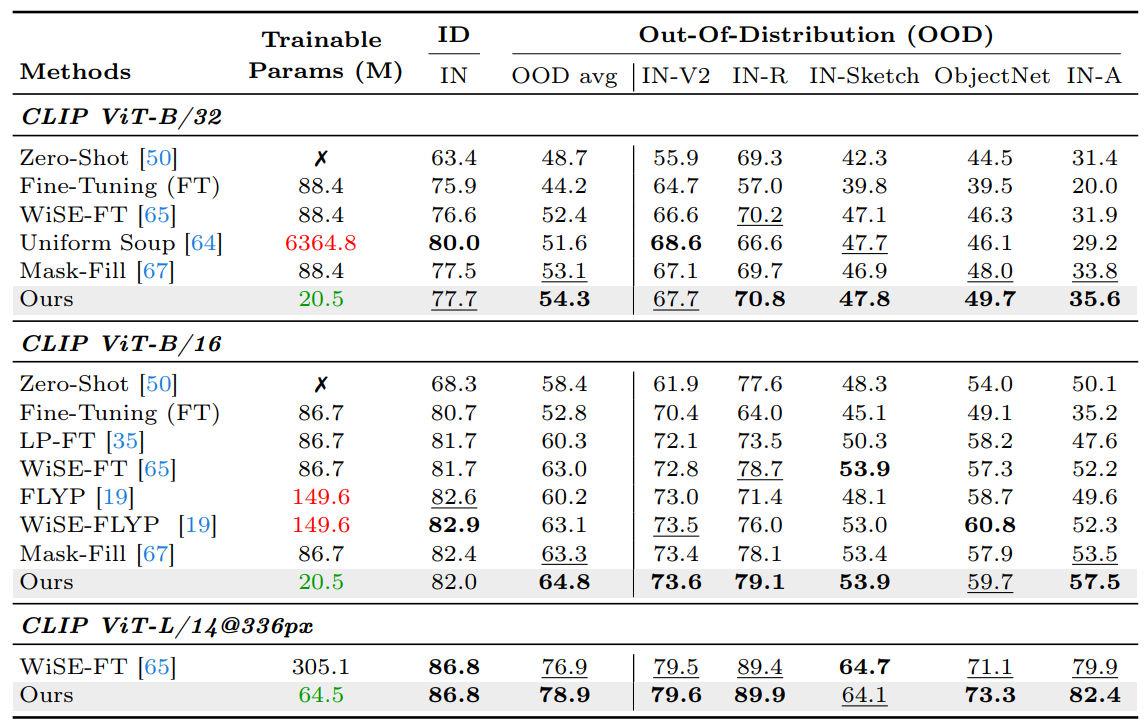 Methods Trainable Params (M) ID Out-Of-Distribution (OOD)
IN OOD avg IN-V2 IN-R IN-Sketch ObjectNet IN-A
CLIP ViT-B/32
Zero-Shot [50] ✗ 63.4 48.7 55.9 69.3 42.3 44.5 31.4
Fine-Tuning (FT) 88.4 75.9 44.2 64.7 57.0 39.8 39.5 20.0
WiSE-FT [65] 88.4 76.6 52.4 66.6 70.2 47.1 46.3 31.9
Uniform Soup [64] 6364.8 80.0 51.6 68.6 66.6 47.7 46.1 29.2
Mask-Fill [67] 88.4 77.5 53.1 67.1 69.7 46.9 48.0 33.8
Ours 20.5 77.7 54.3 67.7 70.8 47.8 49.7 35.6
CLIP ViT-B/16
Zero-Shot [50] ✗ 68.3 58.4 61.9 77.6 48.3 54.0 50.1
Fine-Tuning (FT) 86.7 80.7 52.8 70.4 64.0 45.1 49.1 35.2
LP-FT [35] 86.7 81.7 60.3 72.1 73.5 50.3 58.2 47.6
WiSE-FT [65] 86.7 81.7 63.0 72.8 78.7 53.9 57.3 52.2
FLYP [19] 149.6 82.6 60.2 73.0 71.4 48.1 58.7 49.6
WiSE-FLYP [19] 149.6 82.9 63.1 73.5 76.0 53.0 60.8 52.3
Mask-Fill [67] 86.7 82.4 63.3 73.4 78.1 53.4 57.9 53.5
Ours 20.5 82.0 64.8 73.6 79.1 53.9 59.7 57.5
CLIP ViT-L/14@336px
WiSE-FT [65] 305.1 86.8 76.9 79.5 89.4 64.7 71.1 79.9
Ours 64.5 86.8 78.9 79.6 89.9 64.1 73.3 82.4